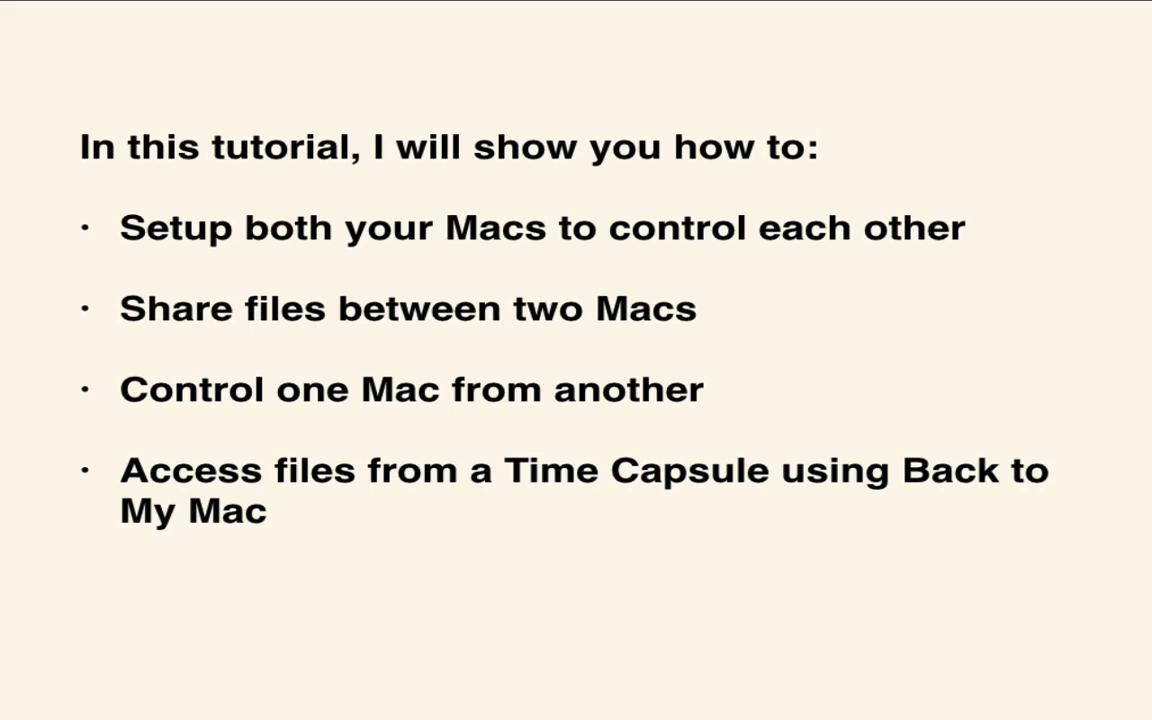 In this tutorial, I will show you how to:
· Setup both your Macs to control each other
· Share files between two Macs
· Control one Mac from another
· Access files from a Time Capsule using Back to
My Mac